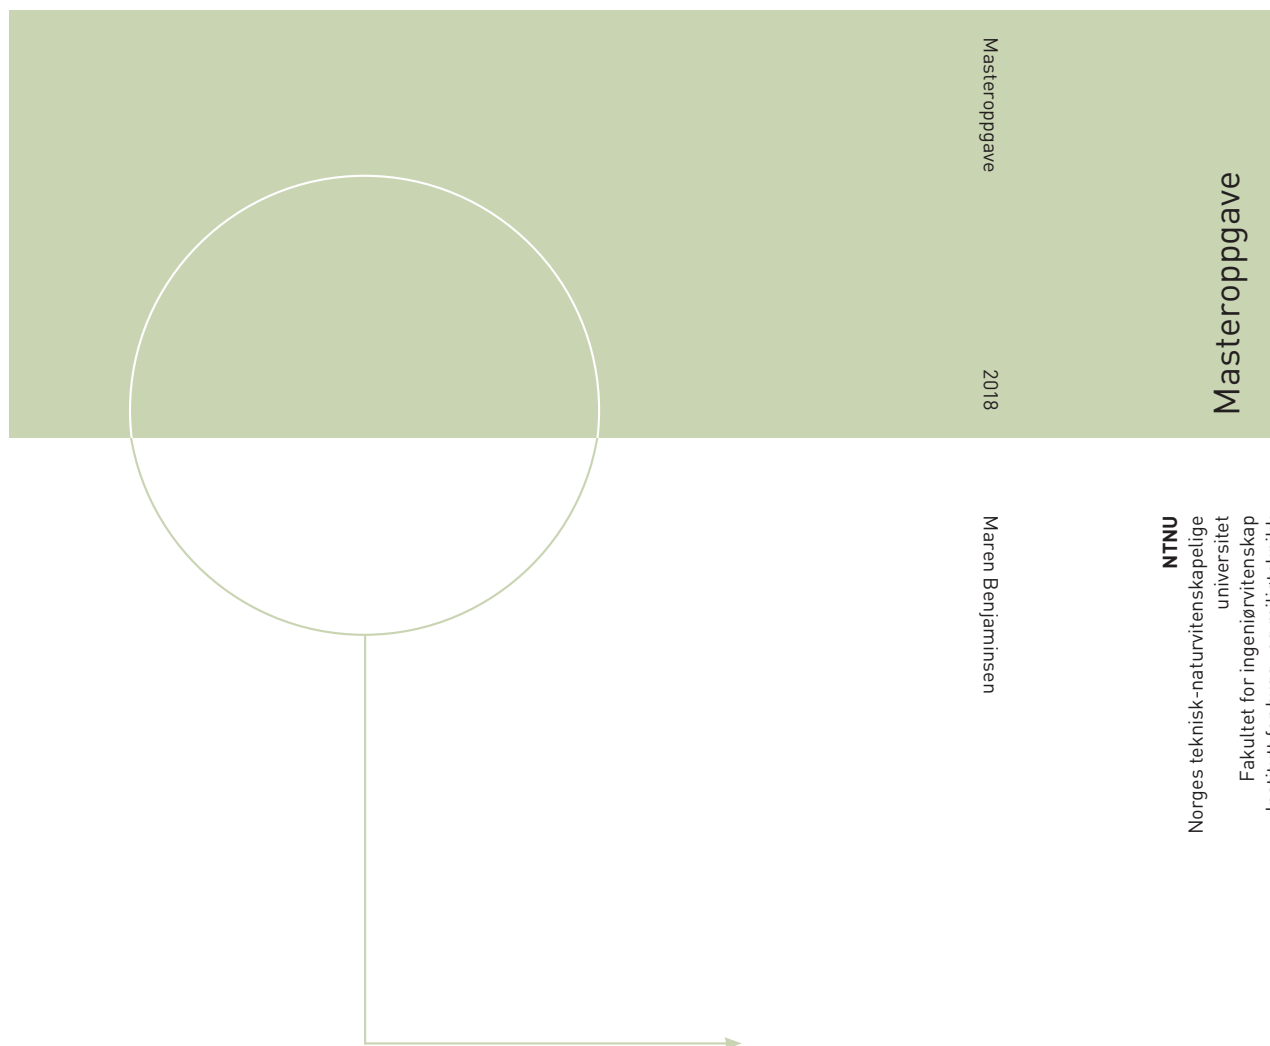 Masteroppgave
2018
Maren Benjaminsen
Masteroppgave
NTNU
Norges teknisk-naturvitenskapelige
universitet
Fakultet for ingeniørvitenskap